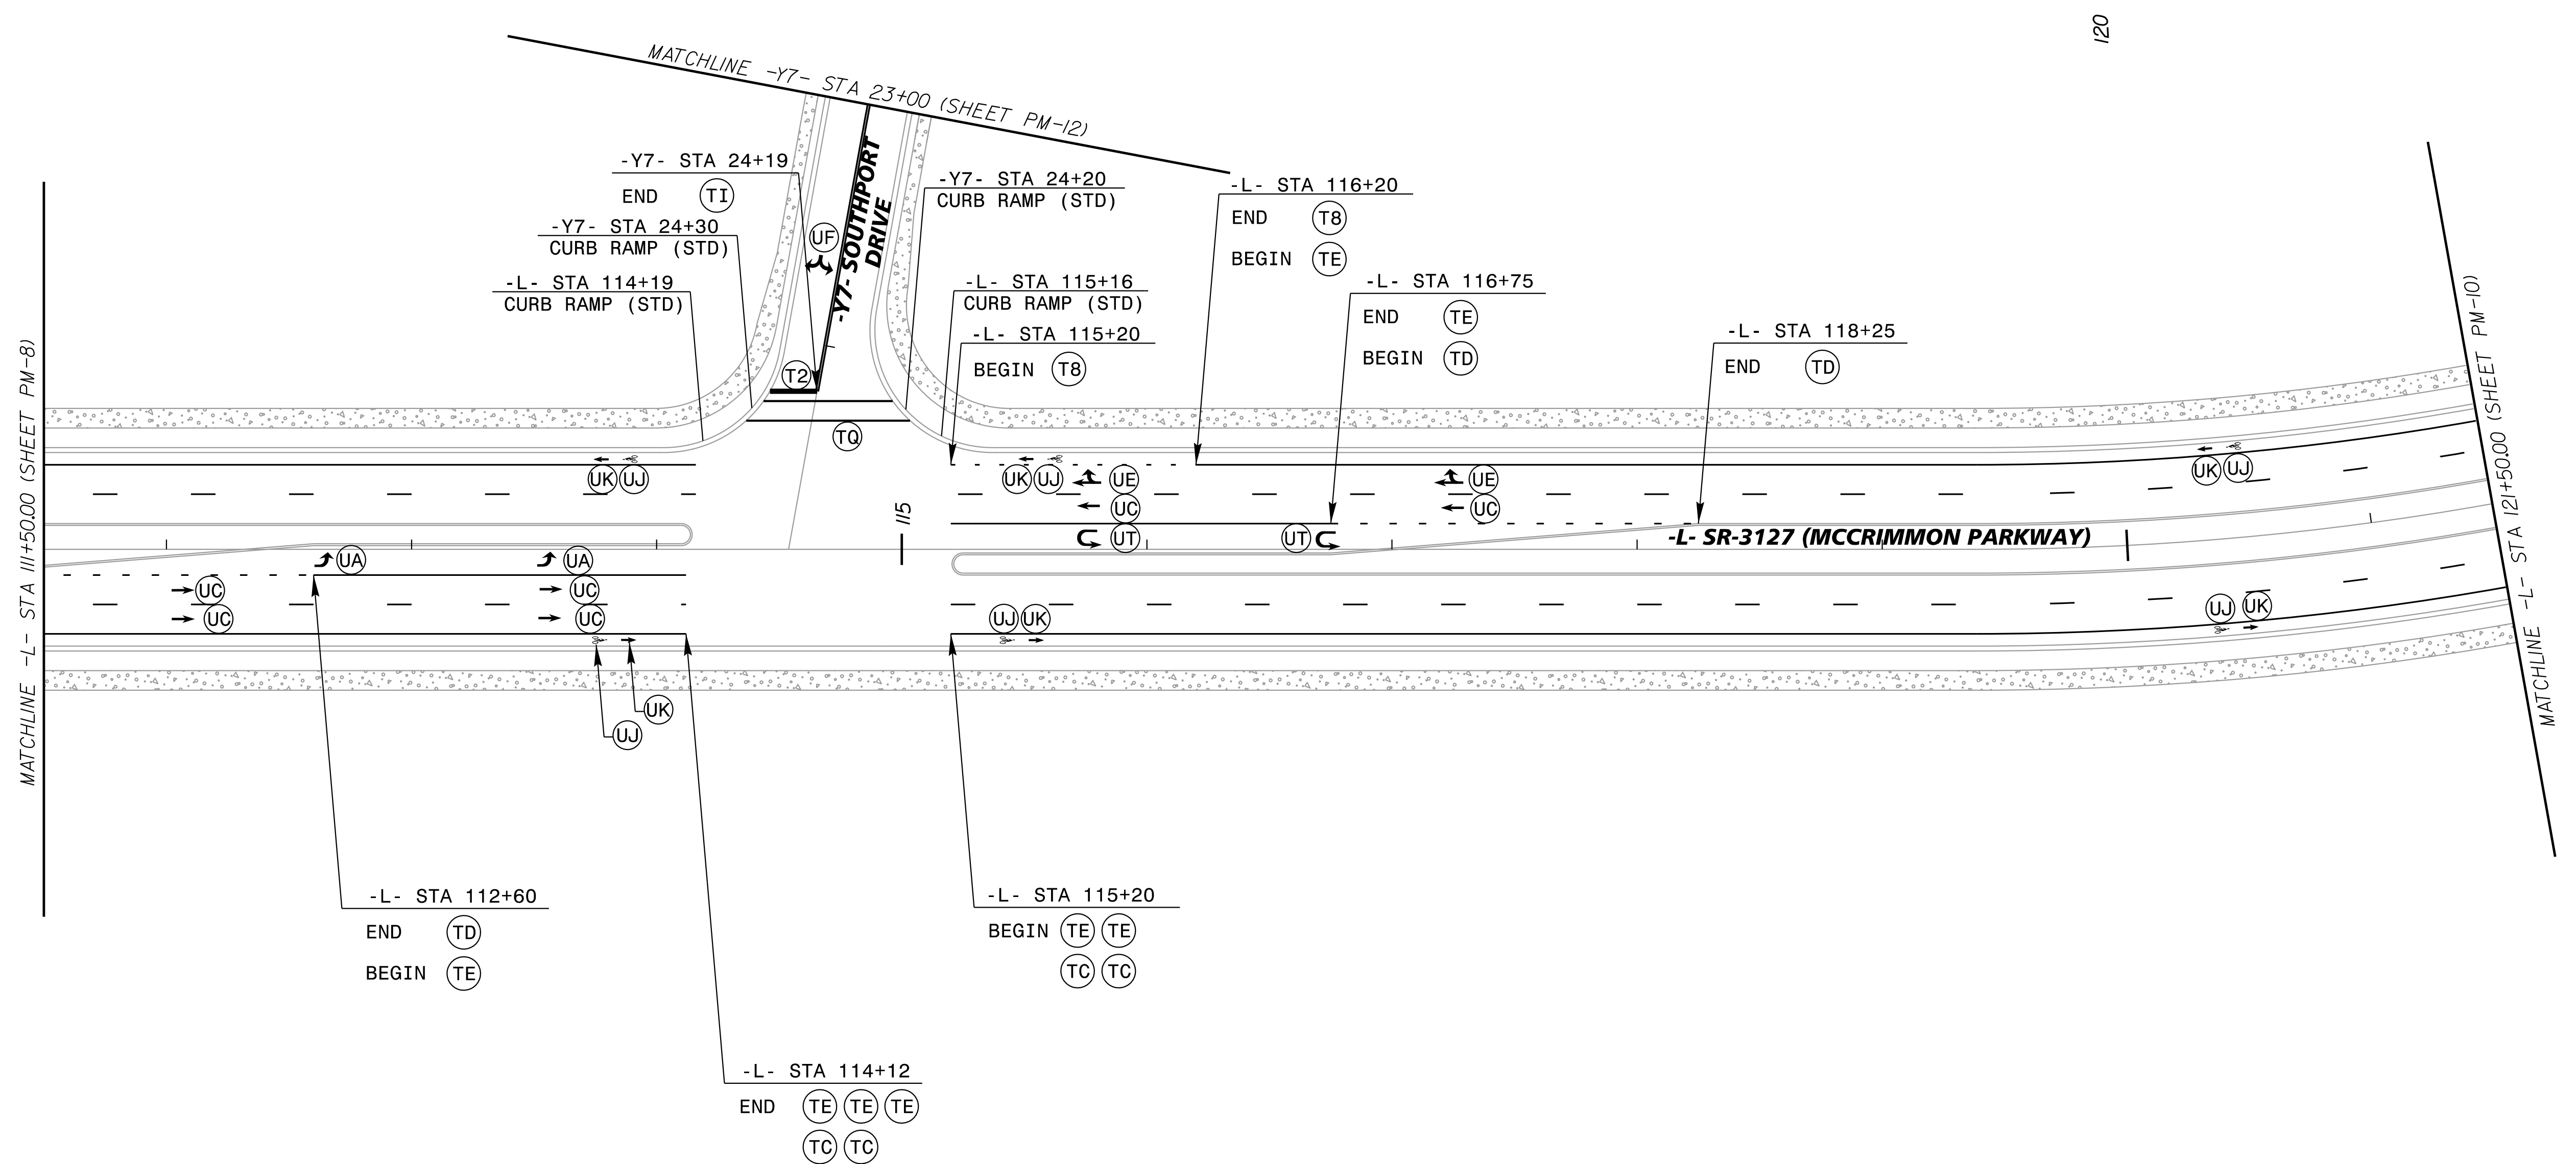 120
MATCHLINE -Y7- STA 23+00 (SHEET PM-12)
-Y7- STA 24+19
END TI
-Y7- STA 24+30
CURB RAMP (STD)
-L- STA 114+19
CURB RAMP (STD)
UF
-Y7- SOUTHPORT
DRIVE
-Y7- STA 24+20
CURB RAMP (STD)
-L- STA 115+16
CURB RAMP (STD)
-L- STA 115+20
BEGIN T8
-L- STA 116+20
END T8
BEGIN TE
-L- STA 116+75
END TE
BEGIN TD
-L- STA 118+25
END TD
T2
TQ
MATCHLINE -L- STA 111+50.00 (SHEET PM-8)
MATCHLINE -L- STA 121+50.00 (SHEET PM-10)
UK UJ
UK UJ UE
UE
UK UJ
UC
UC
115
UT
UT
-L- SR-3127 (MCCRIMMON PARKWAY)
UA
UA
UC
UC
UC
UC
UJ UK
UJ UK
UK
UJ
-L- STA 112+60
END TD
BEGIN TE
-L- STA 115+20
BEGIN TE TE
TC TC
-L- STA 114+12
END TE TE TE
TC TC